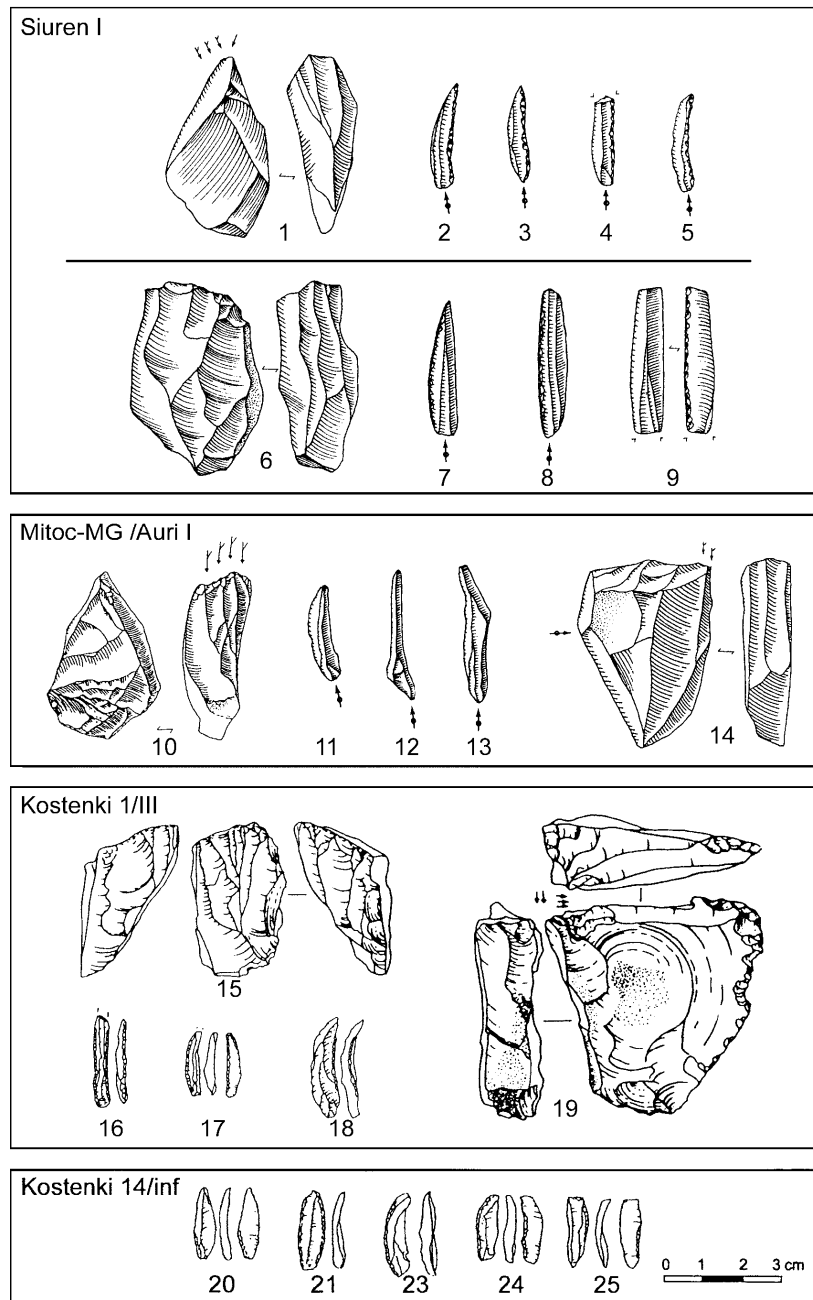 Siuren I
1 2 3 4 5
6 7 8 9
Mitoc-MG /Auri I
10 11 12 13 14
Kostenki 1/III
15
16 17 18 19
Kostenki 14/inf
20 21 23 24 25
0 1 2 3 cm